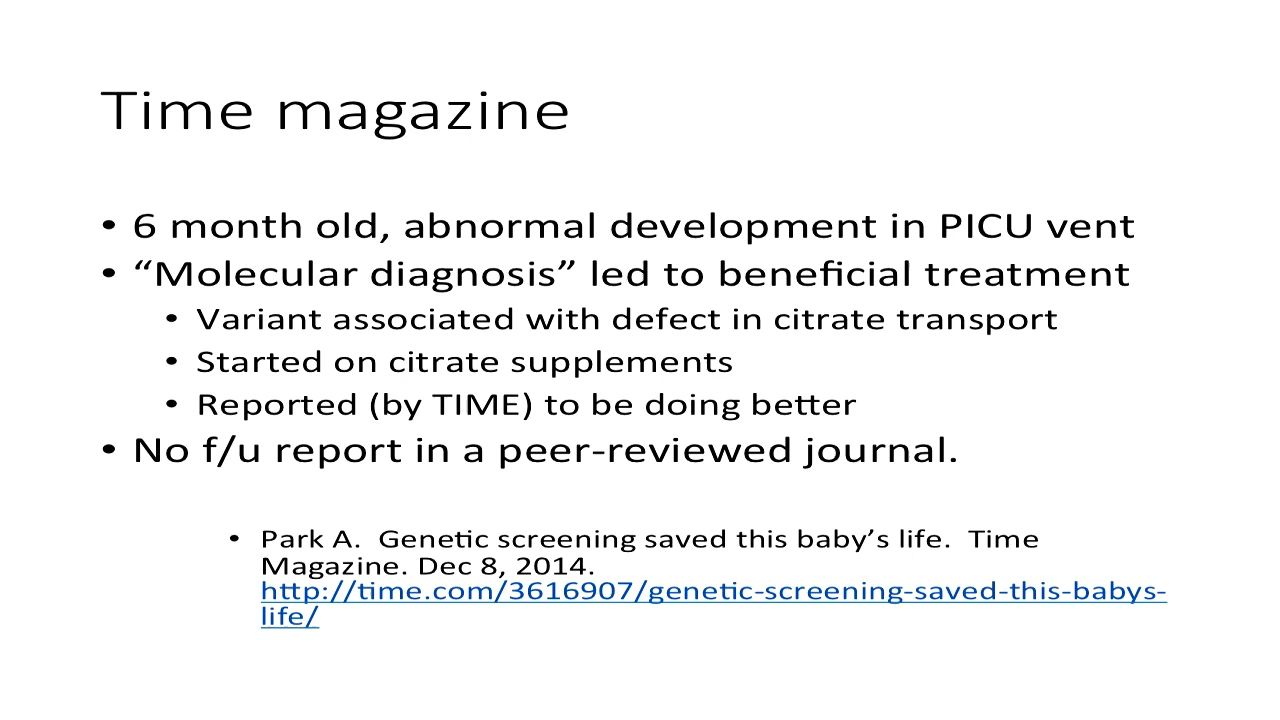 Time magazine
• 6 month old, abnormal development in PICU vent
• “Molecular diagnosis” led to beneficial treatment
• Variant associated with defect in citrate transport
• Started on citrate supplements
• Reported (by TIME) to be doing better
• No f/u report in a peer-reviewed journal.
• Park A.  Genetic screening saved this baby’s life.  Time
Magazine. Dec 8, 2014.
http://time.com/3616907/genetic-screening-saved-this-babys-
life/